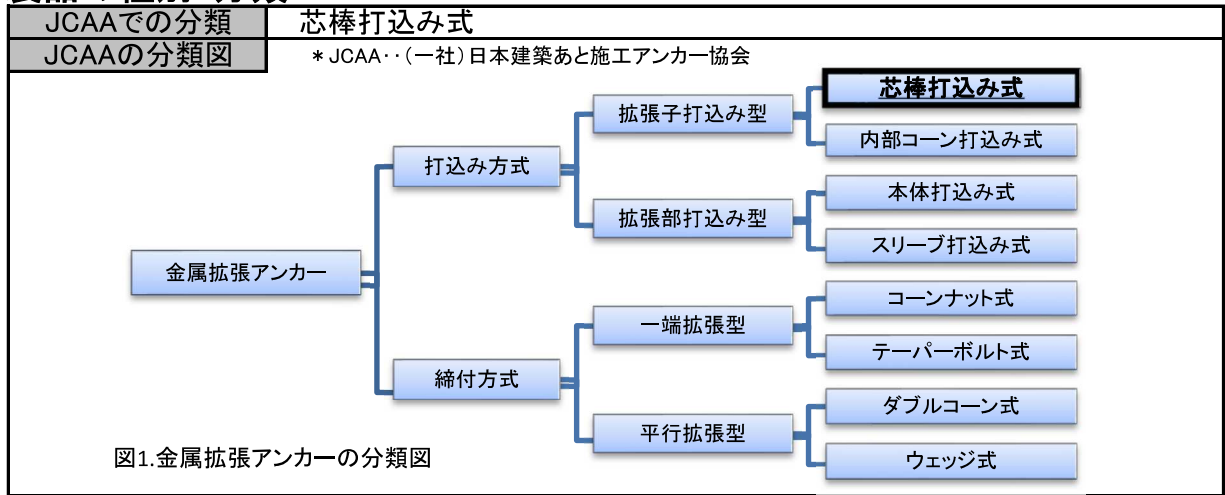 JCAAでの分類 芯棒打込み式
JCAAの分類図 ＊JCAA‥(一社)日本建築あと施工アンカー協会
芯棒打込み式
拡張子打込み型
内部コーン打込み式
打込み方式
本体打込み式
拡張部打込み型
スリーブ打込み式
金属拡張アンカー
コーンナット式
一端拡張型
テーパーボルト式
締付方式
ダブルコーン式
平行拡張型
ウェッジ式
図1.金属拡張アンカーの分類図